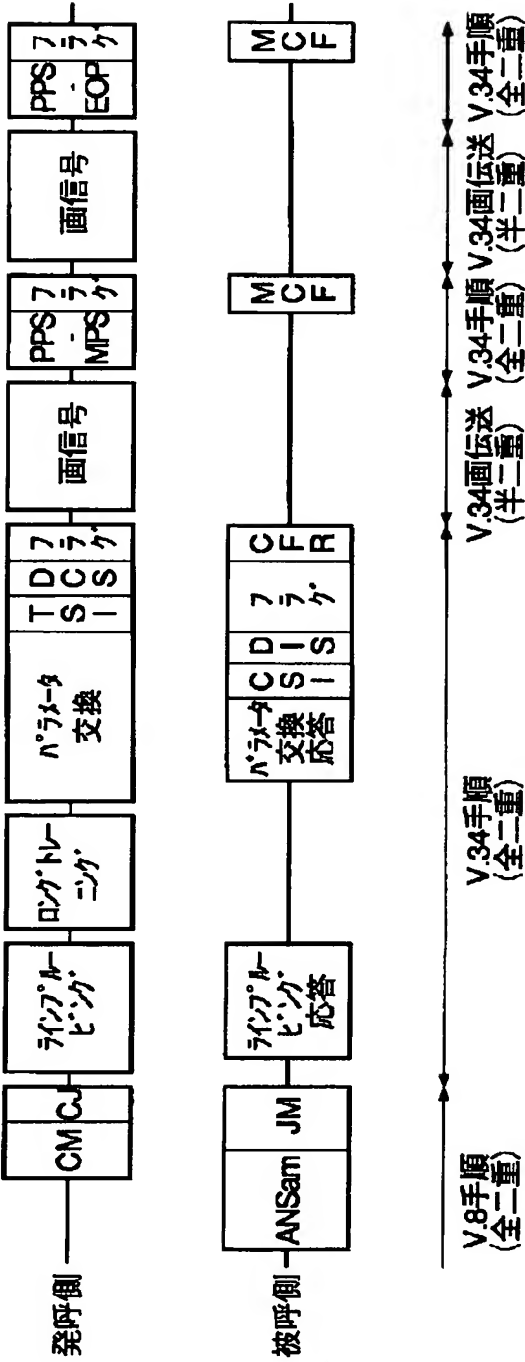 発呼側
CM
CJ
ラインプルー
ビング
ロングトレー
ニング
パラメータ
交換
TSI
DCS
フラグ
画信号
PPS
-
MPS
フラグ
画信号
PPS
-
EOP
フラグ
被呼側
ANSam
JM
ラインプルー
ビング
応答
パラメータ
交換
応答
CSI
DIS
フラグ
CFR
MCF
MCF
V.8手順
(全二重)
V.34手順
(全二重)
V.34画伝送
(半二重)
V.34手順
(全二重)
V.34画伝送
(半二重)
V.34手順
(全二重)